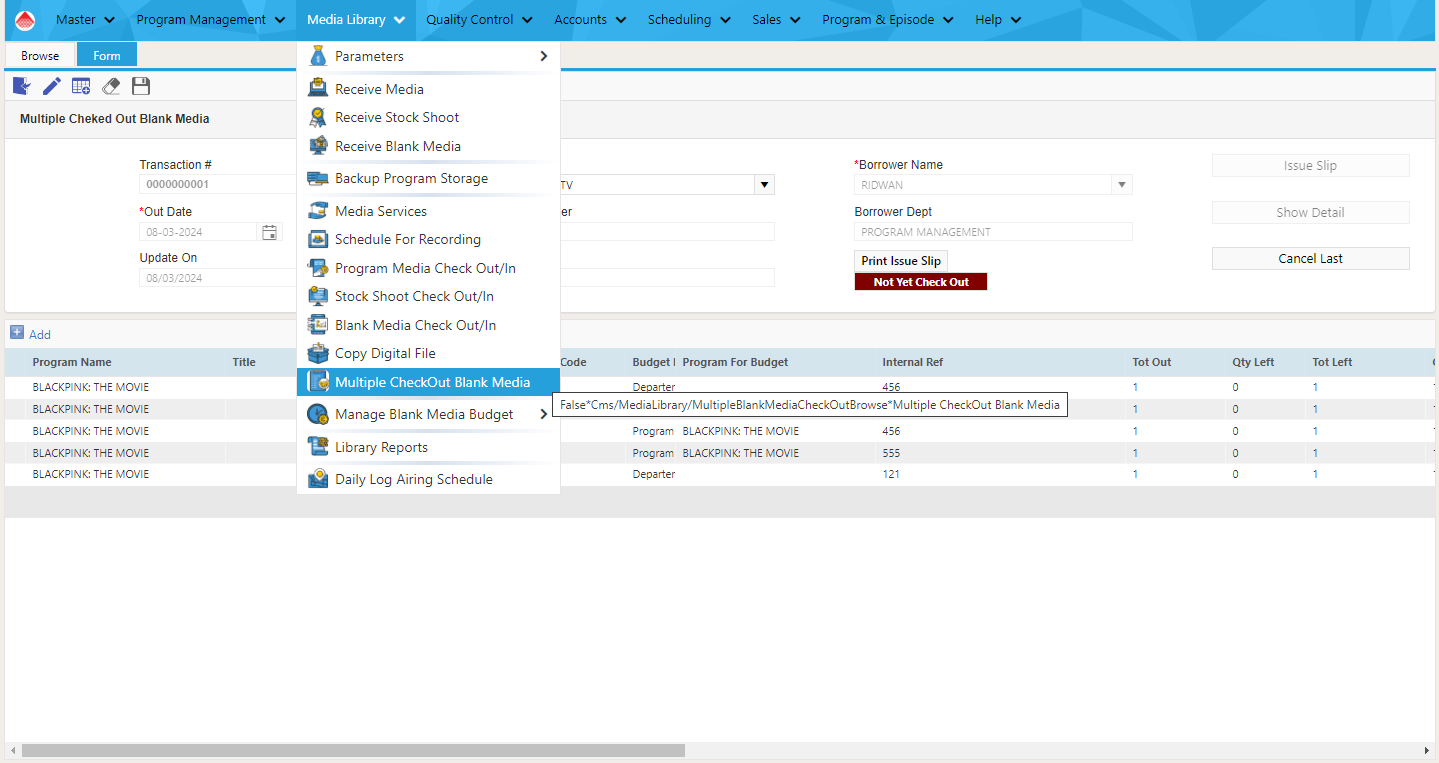 Master Program Management Media Library Quality Control Accounts Scheduling Sales Program & Episode Help
Browse Form
Parameters
Receive Media
Receive Stock Shoot
Receive Blank Media
Backup Program Storage
Media Services
Schedule For Recording
Program Media Check Out/In
Stock Shoot Check Out/In
Blank Media Check Out/In
Copy Digital File
Multiple CheckOut Blank Media
Manage Blank Media Budget
Library Reports
Daily Log Airing Schedule
False*Cms/MediaLibrary/MultipleBlankMediaCheckOutBrowse*Multiple CheckOut Blank Media
Multiple Cheked Out Blank Media
Transaction #
0000000001
*Out Date
08-03-2024
Update On
08/03/2024
TV
er
*Borrower Name
RIDWAN
Borrower Dept
PROGRAM MANAGEMENT
Print Issue Slip
Not Yet Check Out
Issue Slip
Show Detail
Cancel Last
Add
Program Name Title Code Budget Program For Budget Internal Ref Tot Out Qty Left Tot Left
BLACKPINK: THE MOVIE Departer 456 1 0 1
BLACKPINK: THE MOVIE 1 0 1
BLACKPINK: THE MOVIE Program BLACKPINK: THE MOVIE 456 1 0 1
BLACKPINK: THE MOVIE Program BLACKPINK: THE MOVIE 555 1 0 1
BLACKPINK: THE MOVIE Departer 121 1 0 1